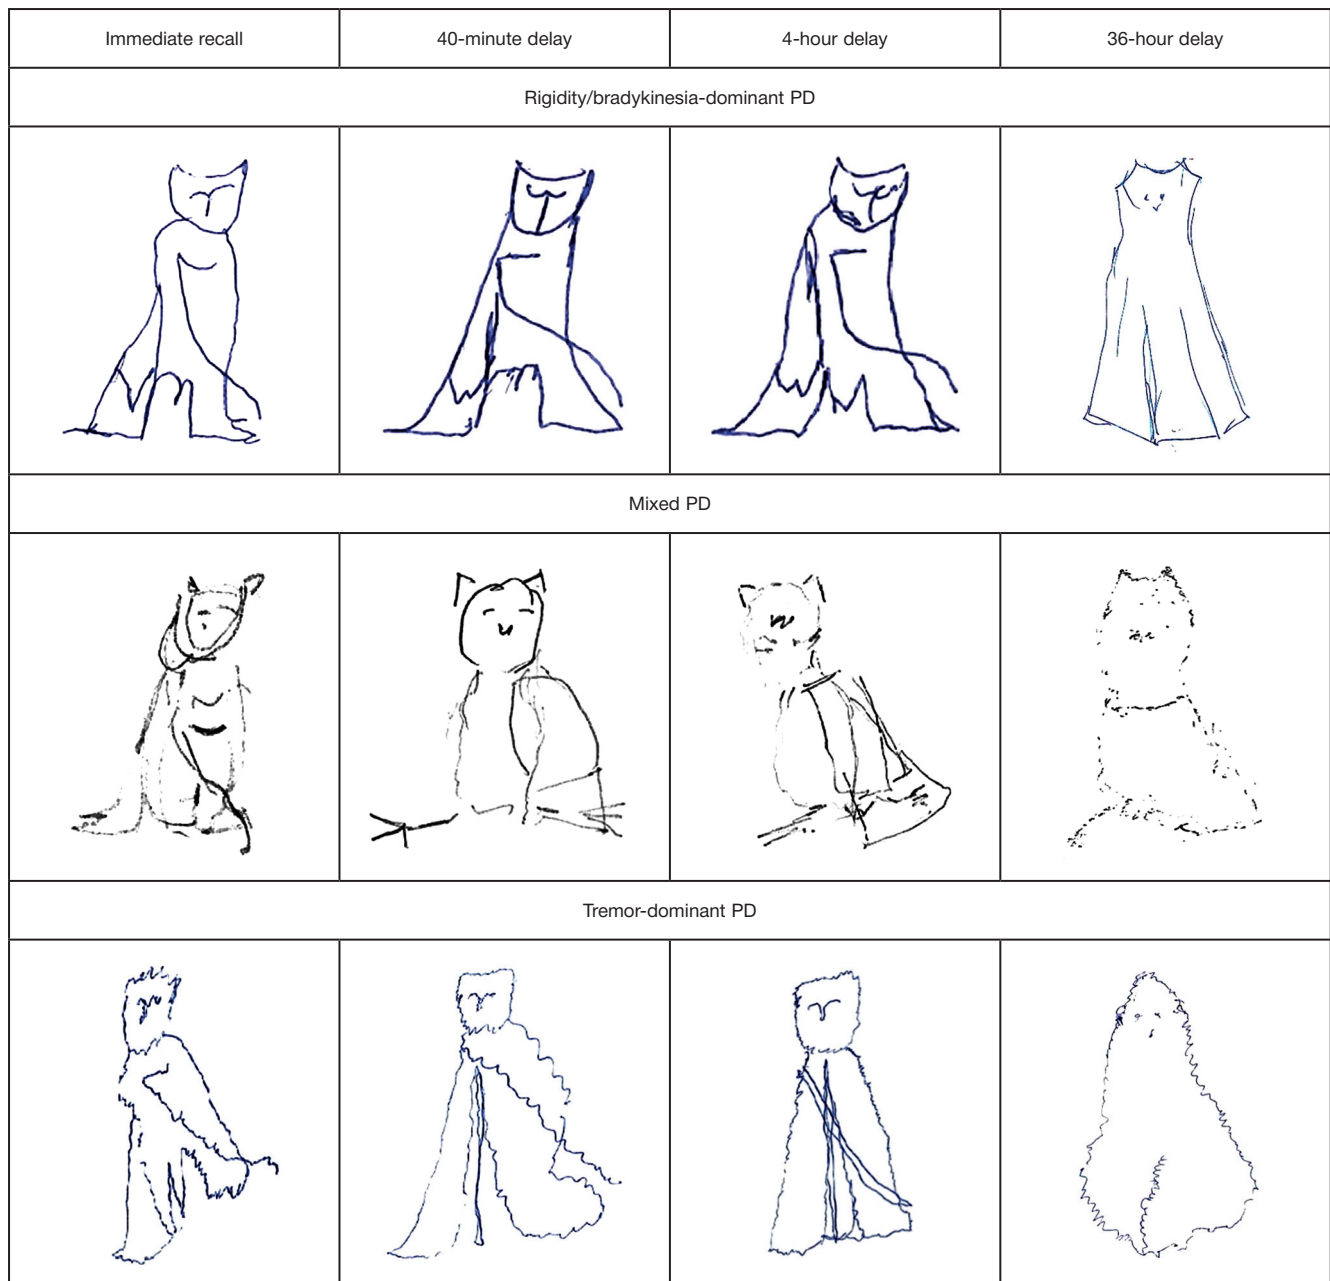 Immediate recall
40-minute delay
4-hour delay
36-hour delay
Rigidity/bradykinesia-dominant PD
Mixed PD
Tremor-dominant PD